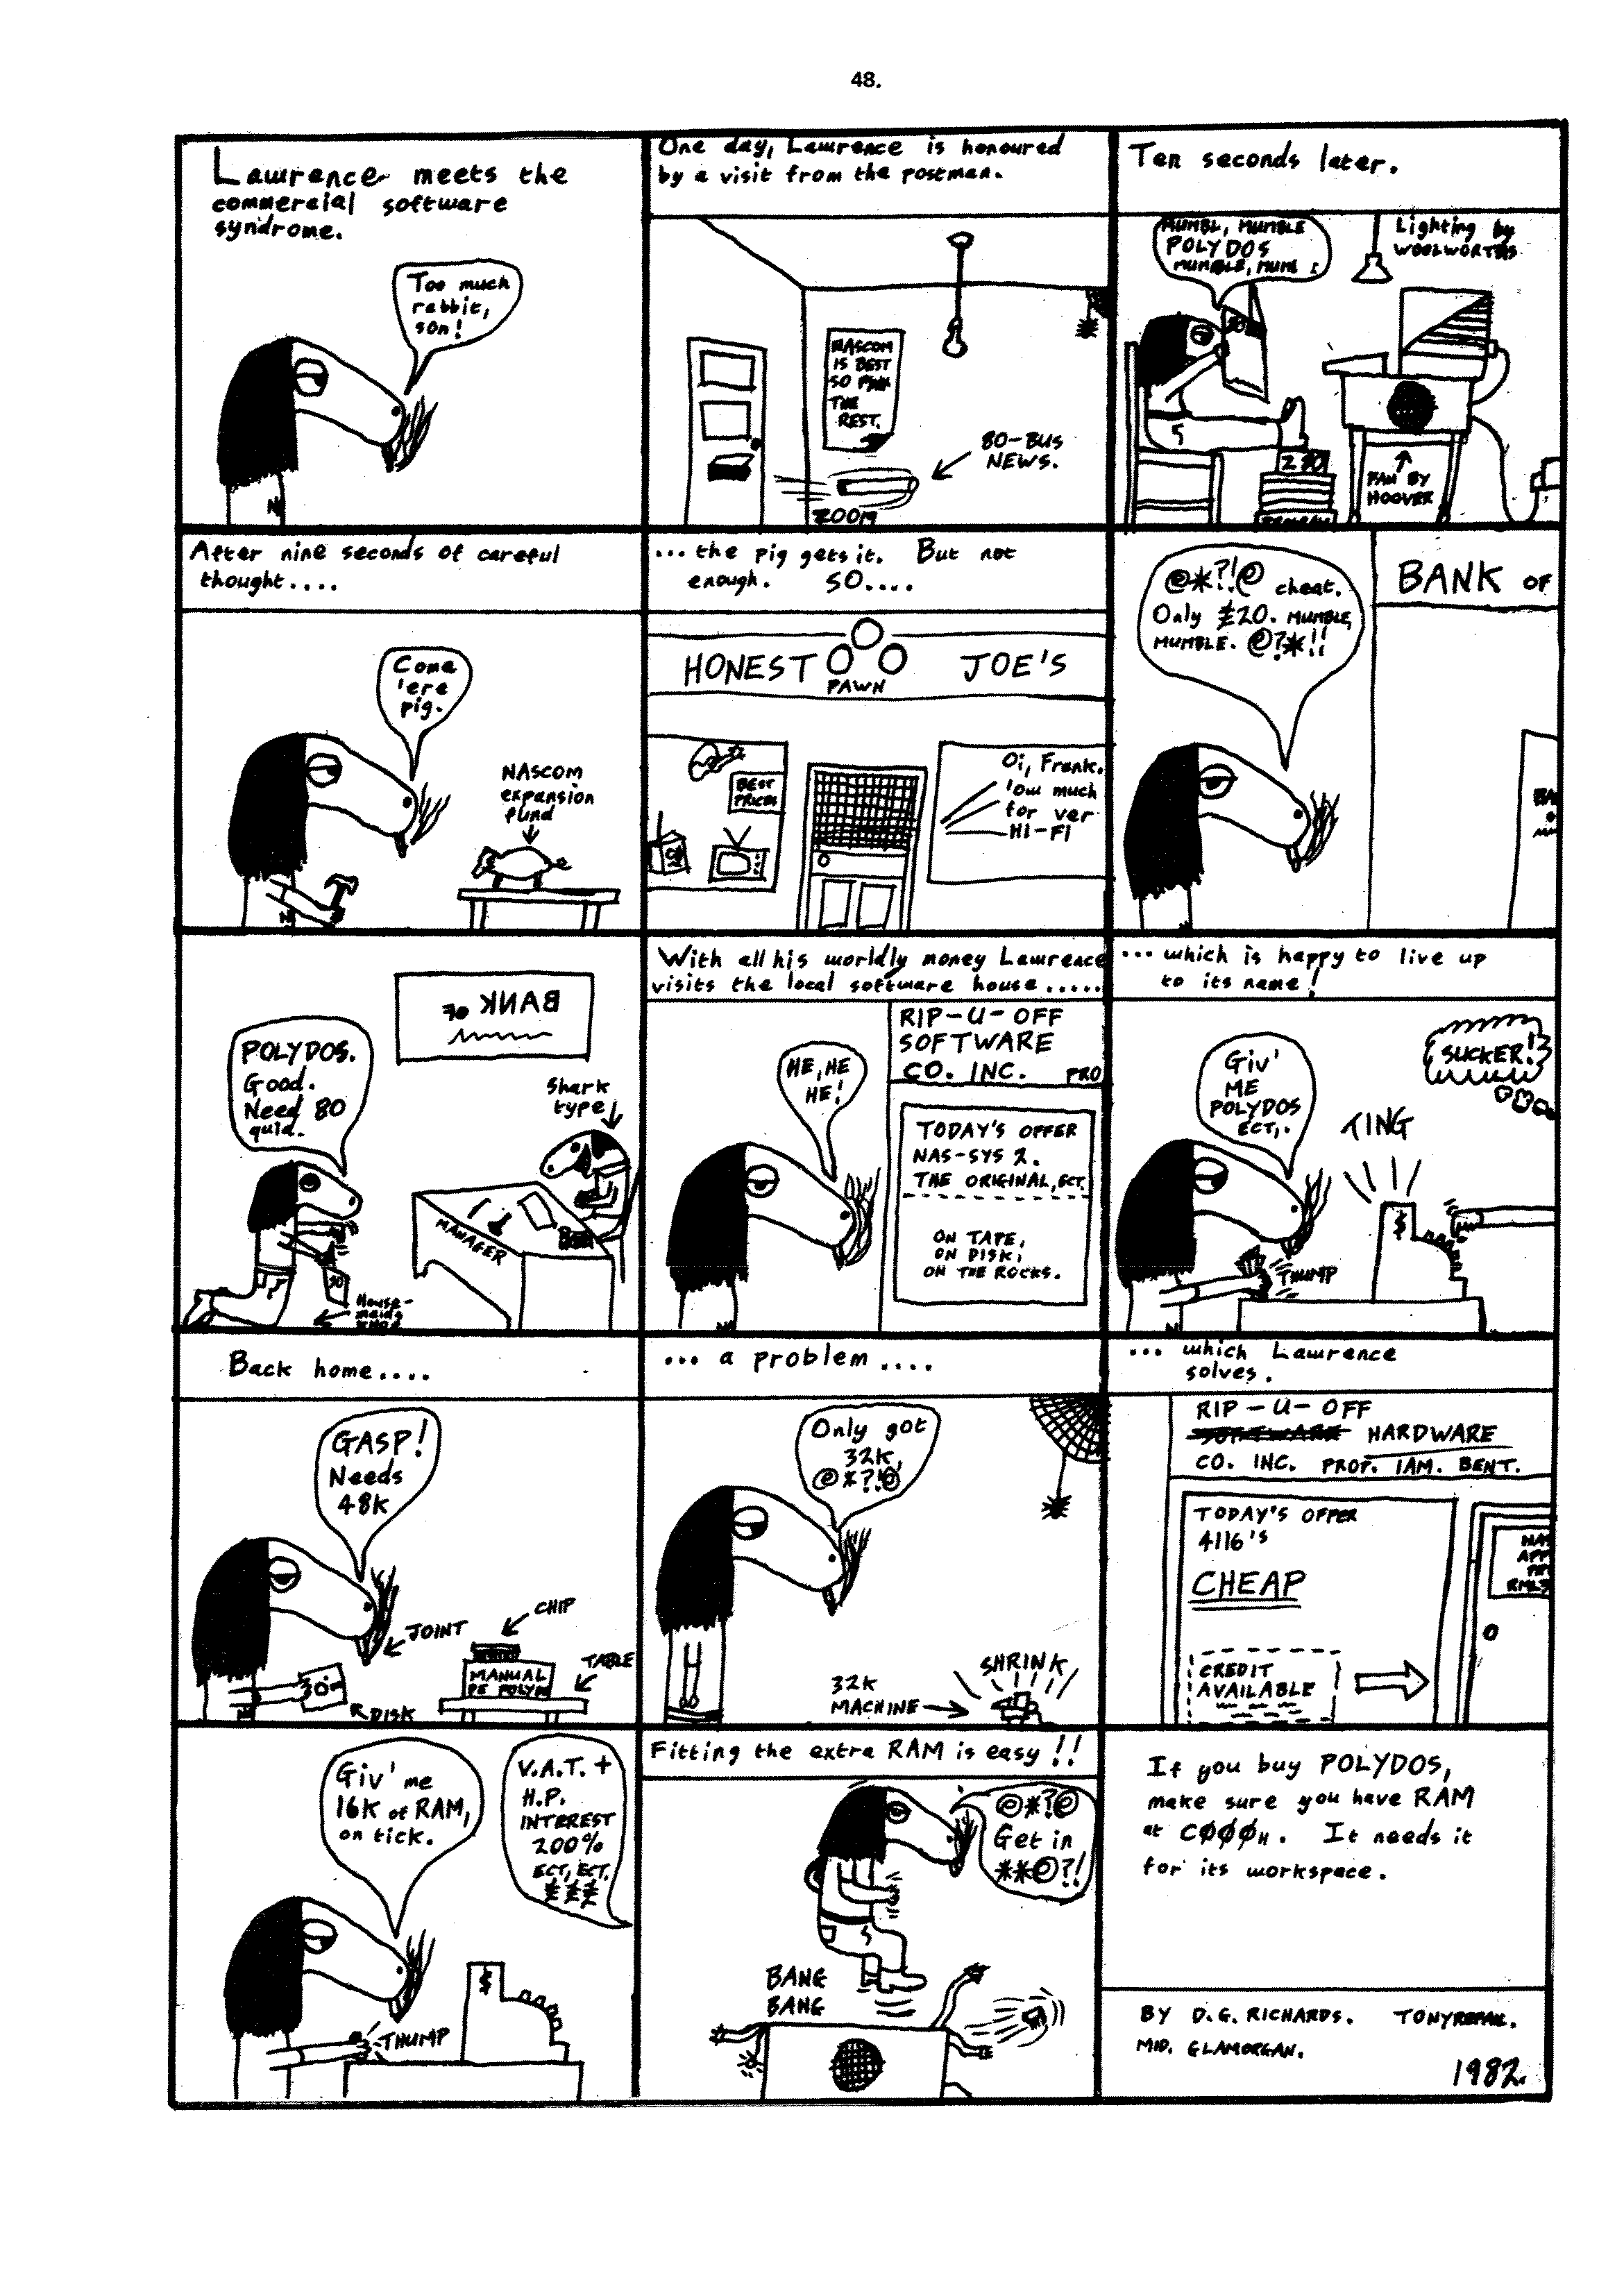 48.
Lawrence meets the
commercial software
syndrome.
Too much
rabbit,
son!
One day, Lawrence is honoured
by a visit from the postman.
NASCOM
IS BEST
SO
THE
REST.
80-BUS
NEWS.
ZOOM
Ten seconds later.
MUMBL, MUMBLE
POLYDOS
MUMBLE, MUML
Lighting by
WOOLWORTHS
Z80
FAN BY
HOOVER
After nine seconds of careful
thought....
Come
'ere
pig.
NASCOM
expansion
fund
... the pig gets it. But not
enough. SO....
HONEST JOE'S
PAWN
BEST
PRICES
Oi, Frank.
'ow much
for ver
HI-FI
@*?!@ cheat.
Only £20. MUMBLE,
MUMBLE. @?*!!
BANK OF
BANK OF
POLYDOS.
Good.
Need 80
quid.
Shark
type
MANAGER
House-
maids
With all his worldly money Lawrence
visits the local software house.....
HE, HE
HE!
RIP-U-OFF
SOFTWARE
CO. INC. PRO
TODAY'S OFFER
NAS-SYS 2.
THE ORIGINAL, ECT.
ON TAPE,
ON DISK,
ON THE ROCKS.
... which is happy to live up
to its name!
Giv'
ME
POLYDOS
ECT,.
SUCKER!?
TING
$
THUMP
Back home....
GASP!
Needs
48K
JOINT
CHIP
MANUAL
TABLE
DISK
... a problem ....
Only got
32K,
@*?!@
SHRINK
32K
MACHINE
... which Lawrence
solves.
RIP-U-OFF
SOFTWARE HARDWARE
CO. INC. PROP. IAM. BENT.
TODAY'S OFFER
4116's
CHEAP
CREDIT
AVAILABLE
Giv' me
16K of RAM,
on tick.
V.A.T. +
H.P.
INTEREST
200%
ECT, ECT.
£££
$
THUMP
Fitting the extra RAM is easy!!
@*?@
Get in
**@?!
BANG
BANG
If you buy POLYDOS,
make sure you have RAM
at CØØØH. It needs it
for its workspace.
BY D.G. RICHARDS. TONYREFAIL.
MID. GLAMORGAN.
1982.